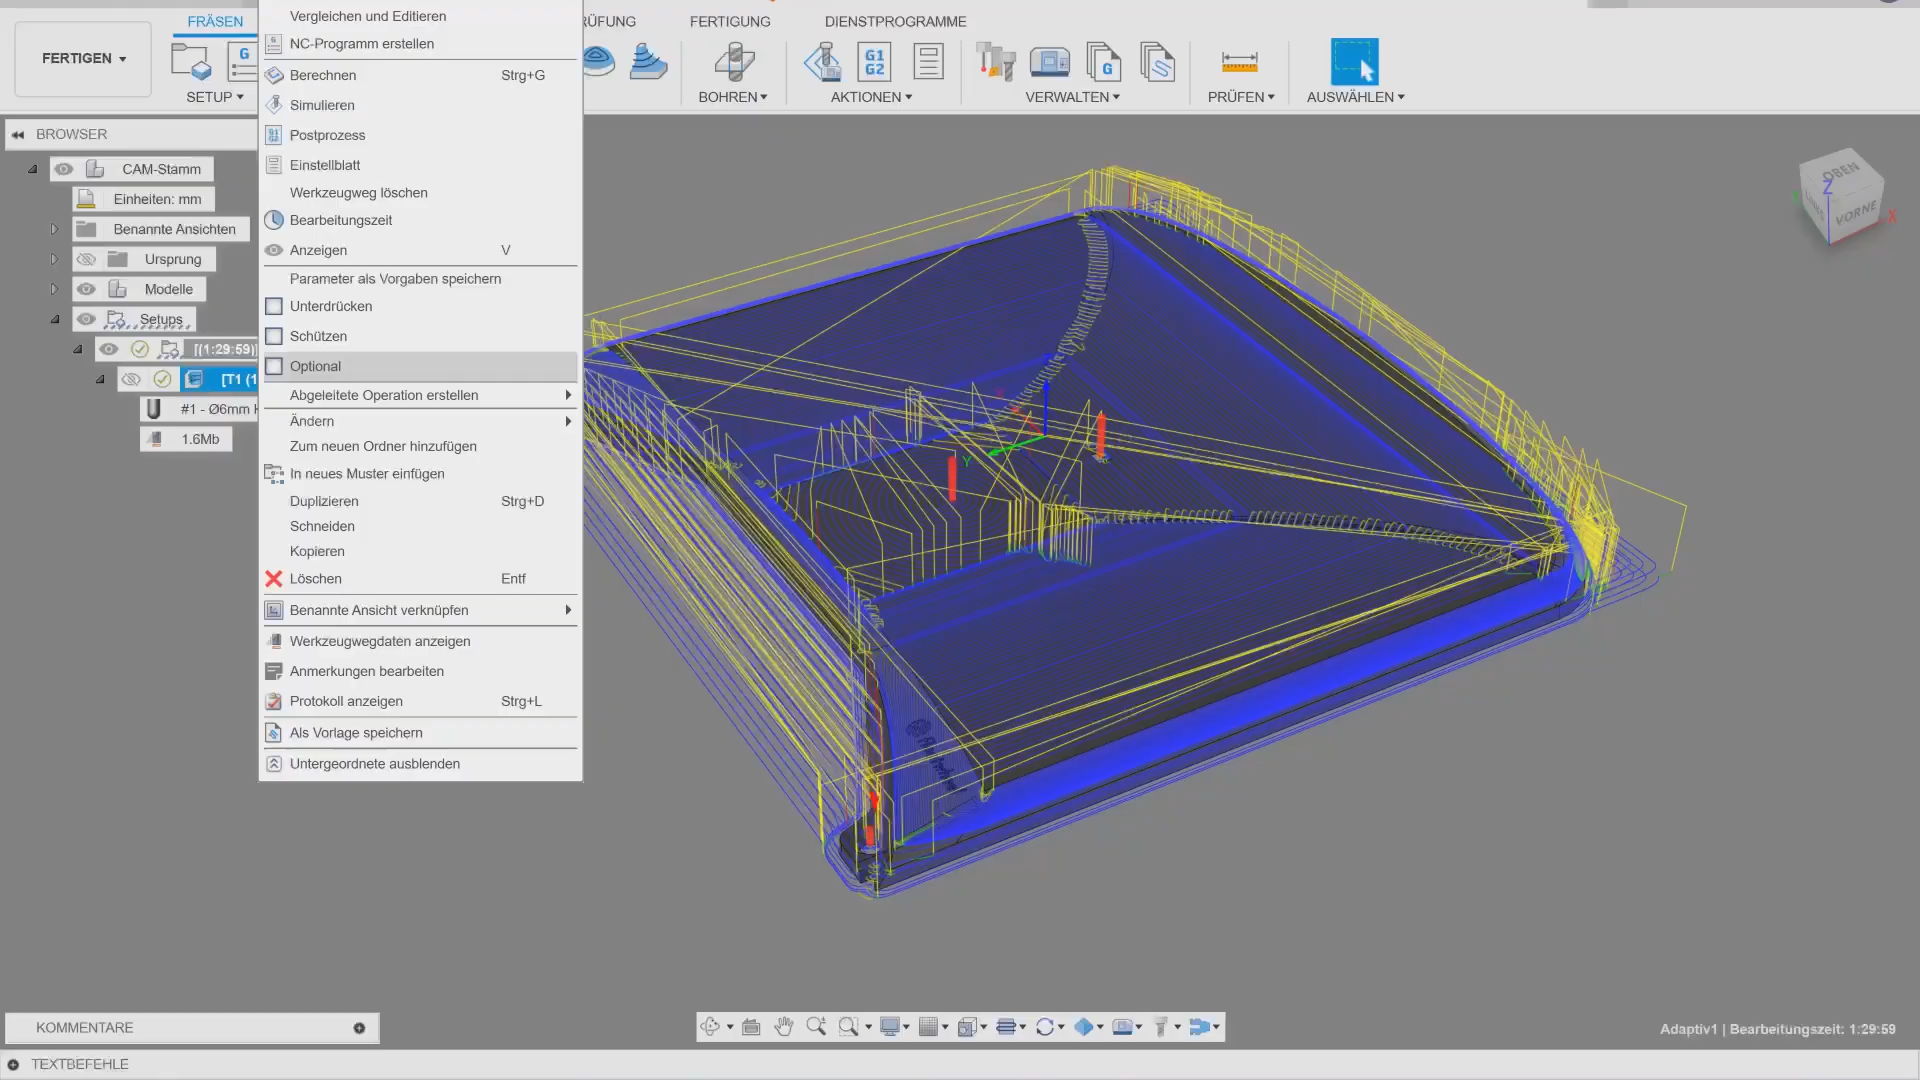 FERTIGEN
FRÄSEN
FERTIGUNG
DIENSTPROGRAMME
G
G1
G2
G
SETUP
BOHREN
AKTIONEN
VERWALTEN
PRÜFEN
AUSWÄHLEN
BROWSER
CAM-Stamm
Einheiten: mm
Benannte Ansichten
Ursprung
Modelle
Setups
[(1:29:59)]
[T1 (1
#1 - Ø6mm
1.6Mb
Vergleichen und Editieren
NC-Programm erstellen
Berechnen Strg+G
Simulieren
Postprozess
Einstellblatt
Werkzeugweg löschen
Bearbeitungszeit
Anzeigen V
Parameter als Vorgaben speichern
Unterdrücken
Schützen
Optional
Abgeleitete Operation erstellen
Ändern
Zum neuen Ordner hinzufügen
In neues Muster einfügen
Duplizieren Strg+D
Schneiden
Kopieren
Löschen Entf
Benannte Ansicht verknüpfen
Werkzeugwegdaten anzeigen
Anmerkungen bearbeiten
Protokoll anzeigen Strg+L
Als Vorlage speichern
Untergeordnete ausblenden
OBEN
Z
VORNE
X
Y
KOMMENTARE
Adaptiv1 | Bearbeitungszeit: 1:29:59
TEXTBEFEHLE